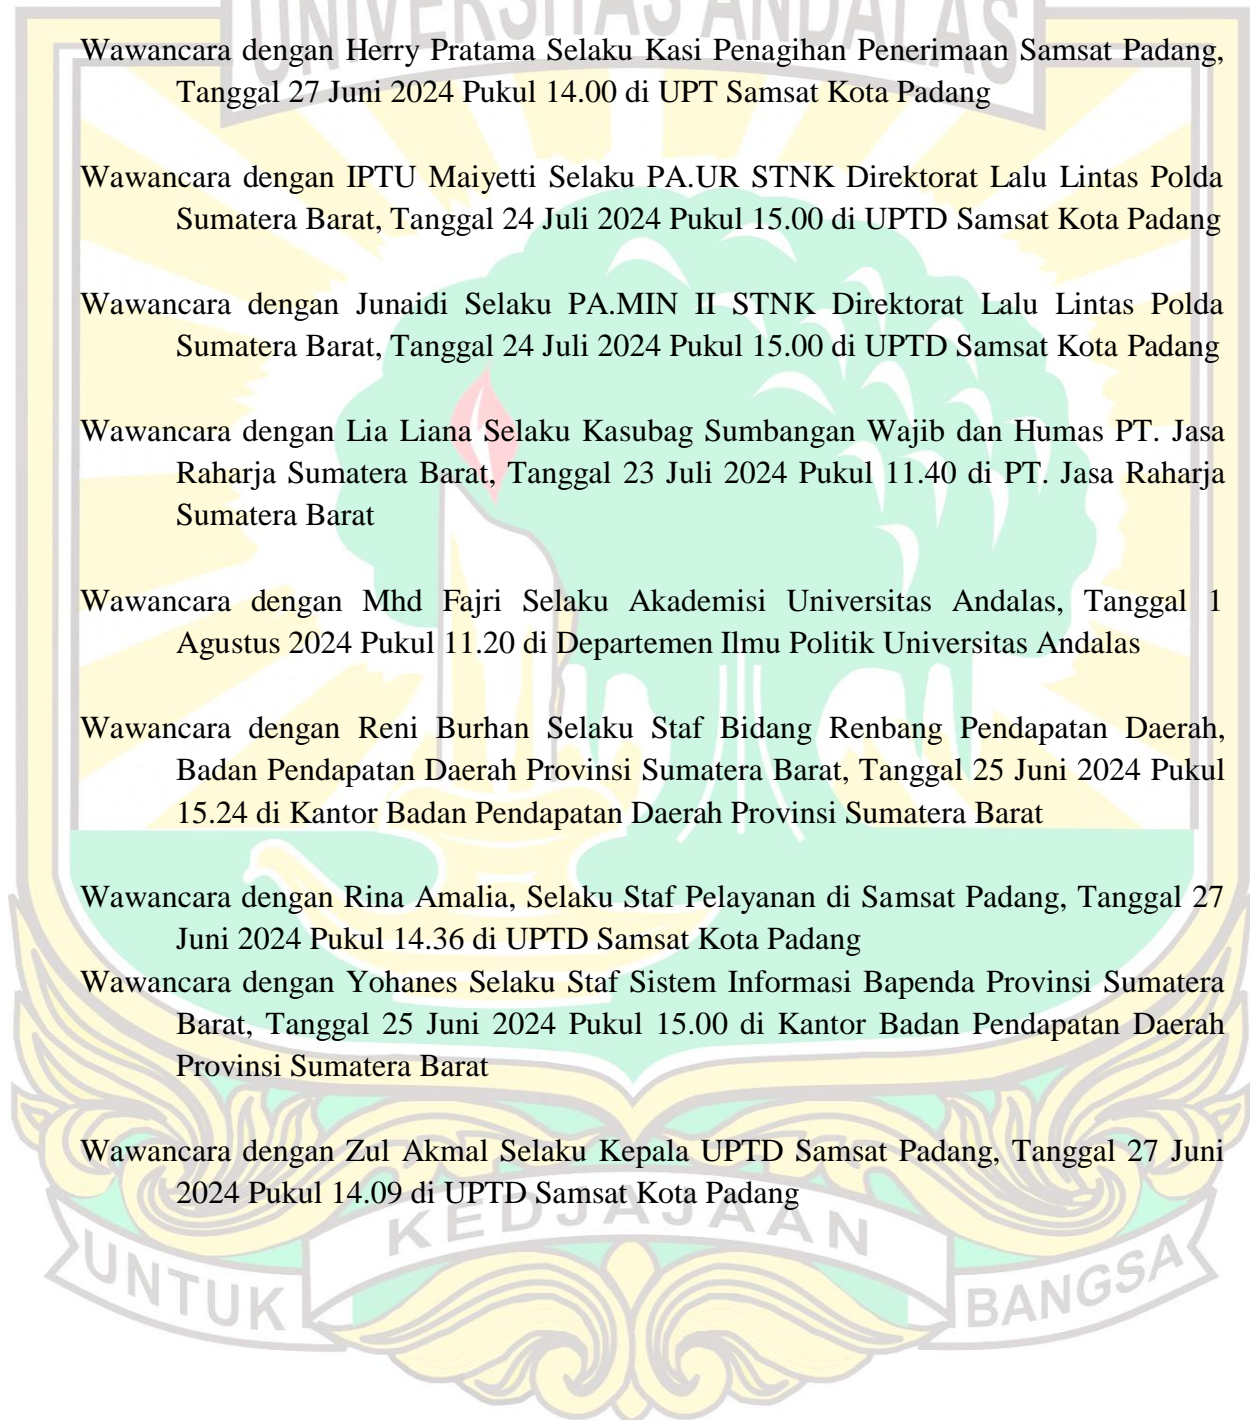 UNIVERSITAS ANDALAS
Wawancara dengan Herry Pratama Selaku Kasi Penagihan Penerimaan Samsat Padang,
Tanggal 27 Juni 2024 Pukul 14.00 di UPT Samsat Kota Padang
Wawancara dengan IPTU Maiyetti Selaku PA.UR STNK Direktorat Lalu Lintas Polda
Sumatera Barat, Tanggal 24 Juli 2024 Pukul 15.00 di UPTD Samsat Kota Padang
Wawancara dengan Junaidi Selaku PA.MIN II STNK Direktorat Lalu Lintas Polda
Sumatera Barat, Tanggal 24 Juli 2024 Pukul 15.00 di UPTD Samsat Kota Padang
Wawancara dengan Lia Liana Selaku Kasubag Sumbangan Wajib dan Humas PT. Jasa
Raharja Sumatera Barat, Tanggal 23 Juli 2024 Pukul 11.40 di PT. Jasa Raharja
Sumatera Barat
Wawancara dengan Mhd Fajri Selaku Akademisi Universitas Andalas, Tanggal 1
Agustus 2024 Pukul 11.20 di Departemen Ilmu Politik Universitas Andalas
Wawancara dengan Reni Burhan Selaku Staf Bidang Renbang Pendapatan Daerah,
Badan Pendapatan Daerah Provinsi Sumatera Barat, Tanggal 25 Juni 2024 Pukul
15.24 di Kantor Badan Pendapatan Daerah Provinsi Sumatera Barat
Wawancara dengan Rina Amalia, Selaku Staf Pelayanan di Samsat Padang, Tanggal 27
Juni 2024 Pukul 14.36 di UPTD Samsat Kota Padang
Wawancara dengan Yohanes Selaku Staf Sistem Informasi Bapenda Provinsi Sumatera
Barat, Tanggal 25 Juni 2024 Pukul 15.00 di Kantor Badan Pendapatan Daerah
Provinsi Sumatera Barat
Wawancara dengan Zul Akmal Selaku Kepala UPTD Samsat Padang, Tanggal 27 Juni
2024 Pukul 14.09 di UPTD Samsat Kota Padang
UNTUK KEDJAJAAN BANGSA